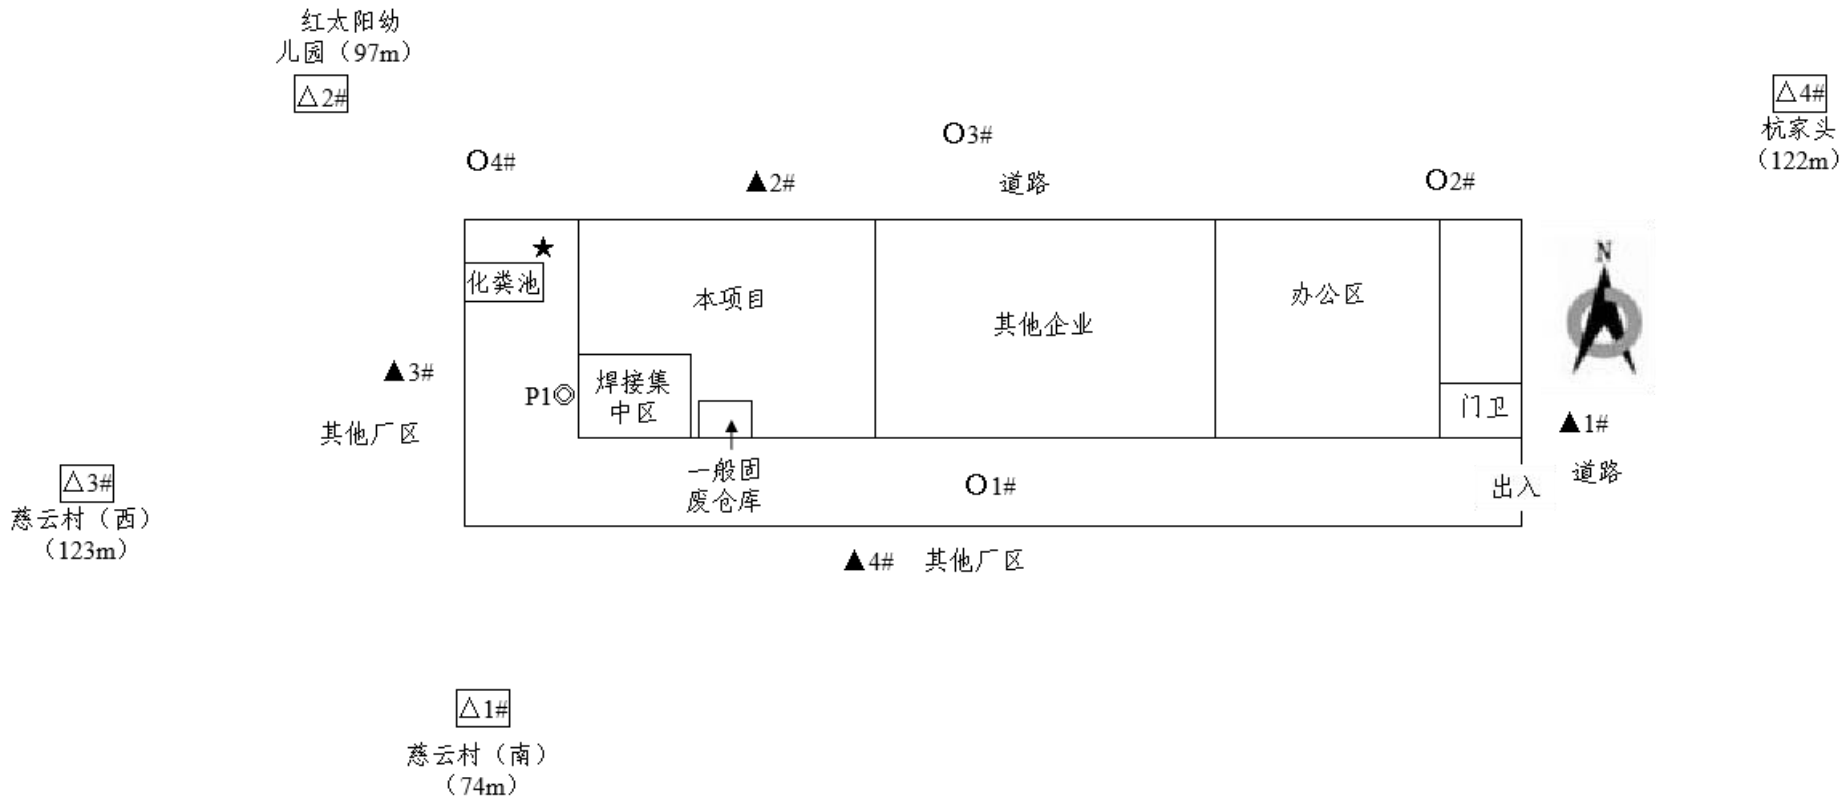 红太阳幼
儿园（97m）
△2#
△4#
杭家头
（122m）
O3#
O4#
▲2#
道路
O2#
★
化粪池
本项目
其他企业
办公区
N
▲3#
P1◎
焊接集
中区
门卫
▲1#
其他厂区
道路
一般固
废仓库
O1#
出入
△3#
慈云村（西）
（123m）
▲4#
其他厂区
△1#
慈云村（南）
（74m）